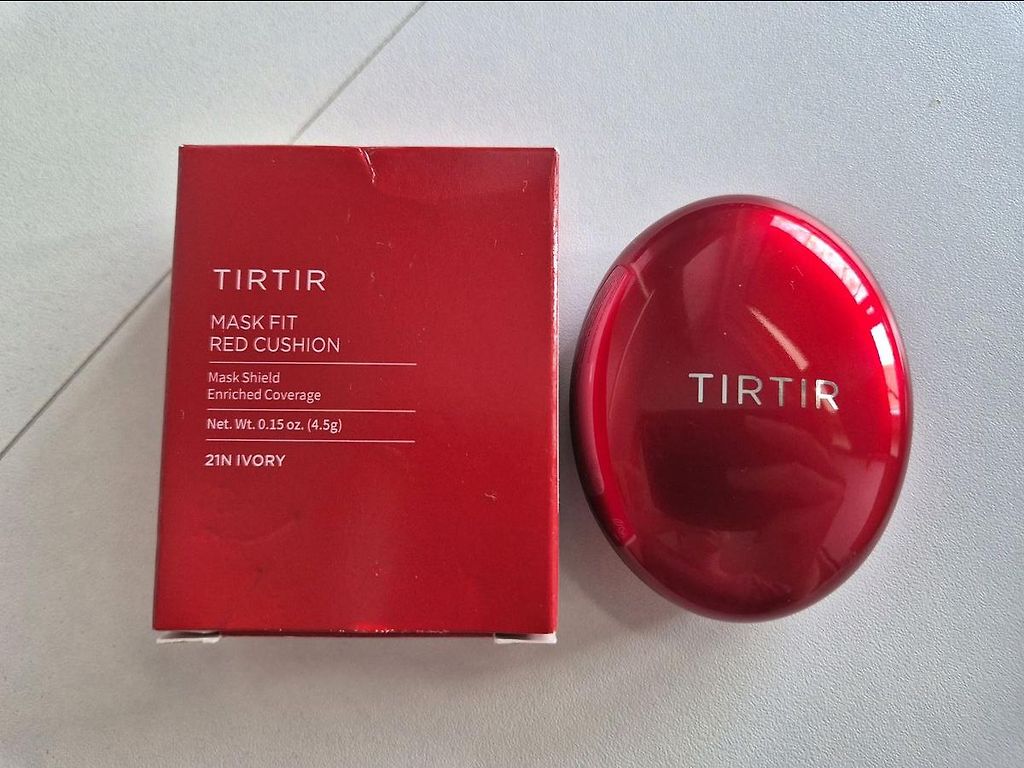 TIRTIR
MASK FIT
RED CUSHION
Mask Shield
Enriched Coverage
Net. Wt. 0.15 oz. (4.5g)
21N IVORY
TIRTIR